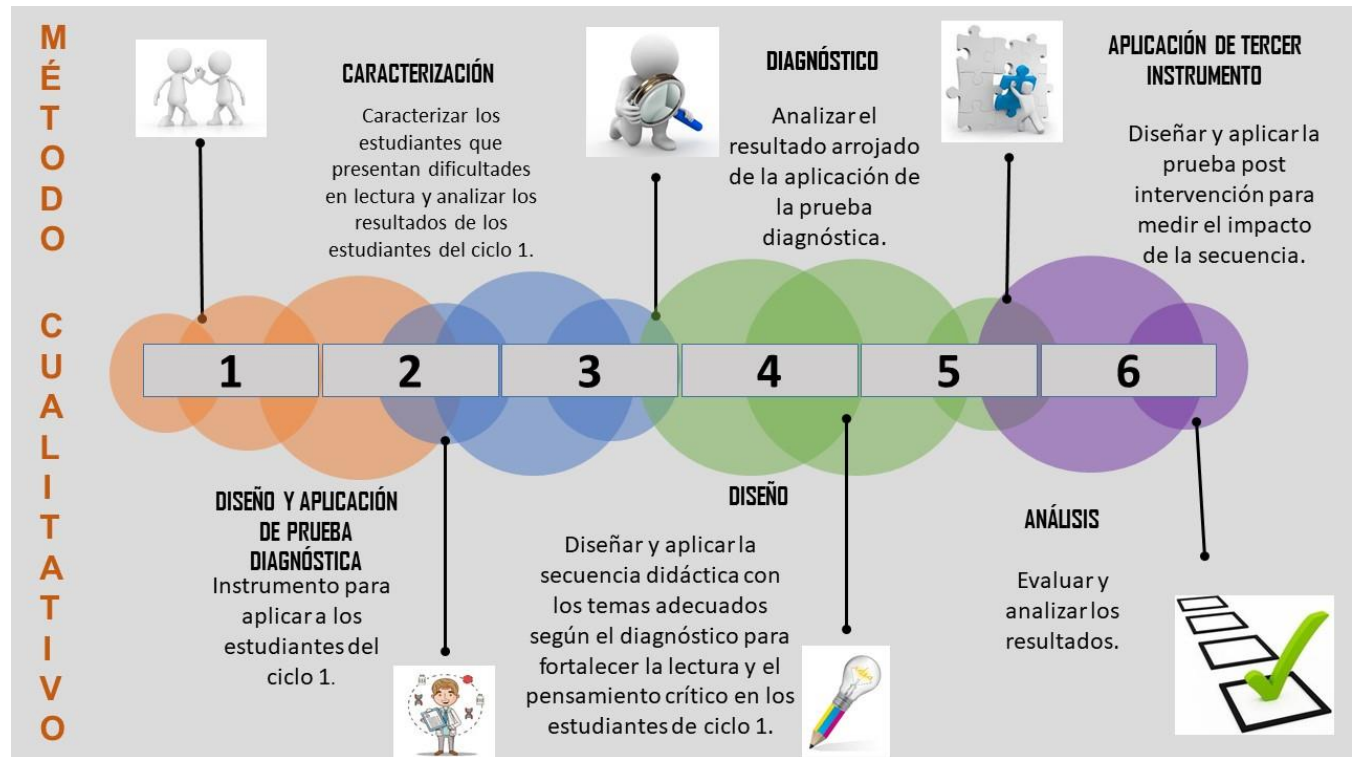 MÉTODO
CUALITATIVO
CARACTERIZACIÓN
Caracterizar los
estudiantes que
presentan dificultades
en lectura y analizar los
resultados de los
estudiantes del ciclo 1.
DIAGNÓSTICO
Analizar el
resultado arrojado
de la aplicación de
la prueba
diagnóstica.
APLICACIÓN DE TERCER
INSTRUMENTO
Diseñar y aplicar la
prueba post
intervención para
medir el impacto
de la secuencia.
1
2
3
4
5
6
DISEÑO Y APLICACIÓN
DE PRUEBA
DIAGNÓSTICA
Instrumento para
aplicar a los
estudiantes del
ciclo 1.
DISEÑO
Diseñar y aplicar la
secuencia didáctica con
los temas adecuados
según el diagnóstico para
fortalecer la lectura y el
pensamiento crítico en los
estudiantes de ciclo 1.
ANÁLISIS
Evaluar y
analizar los
resultados.